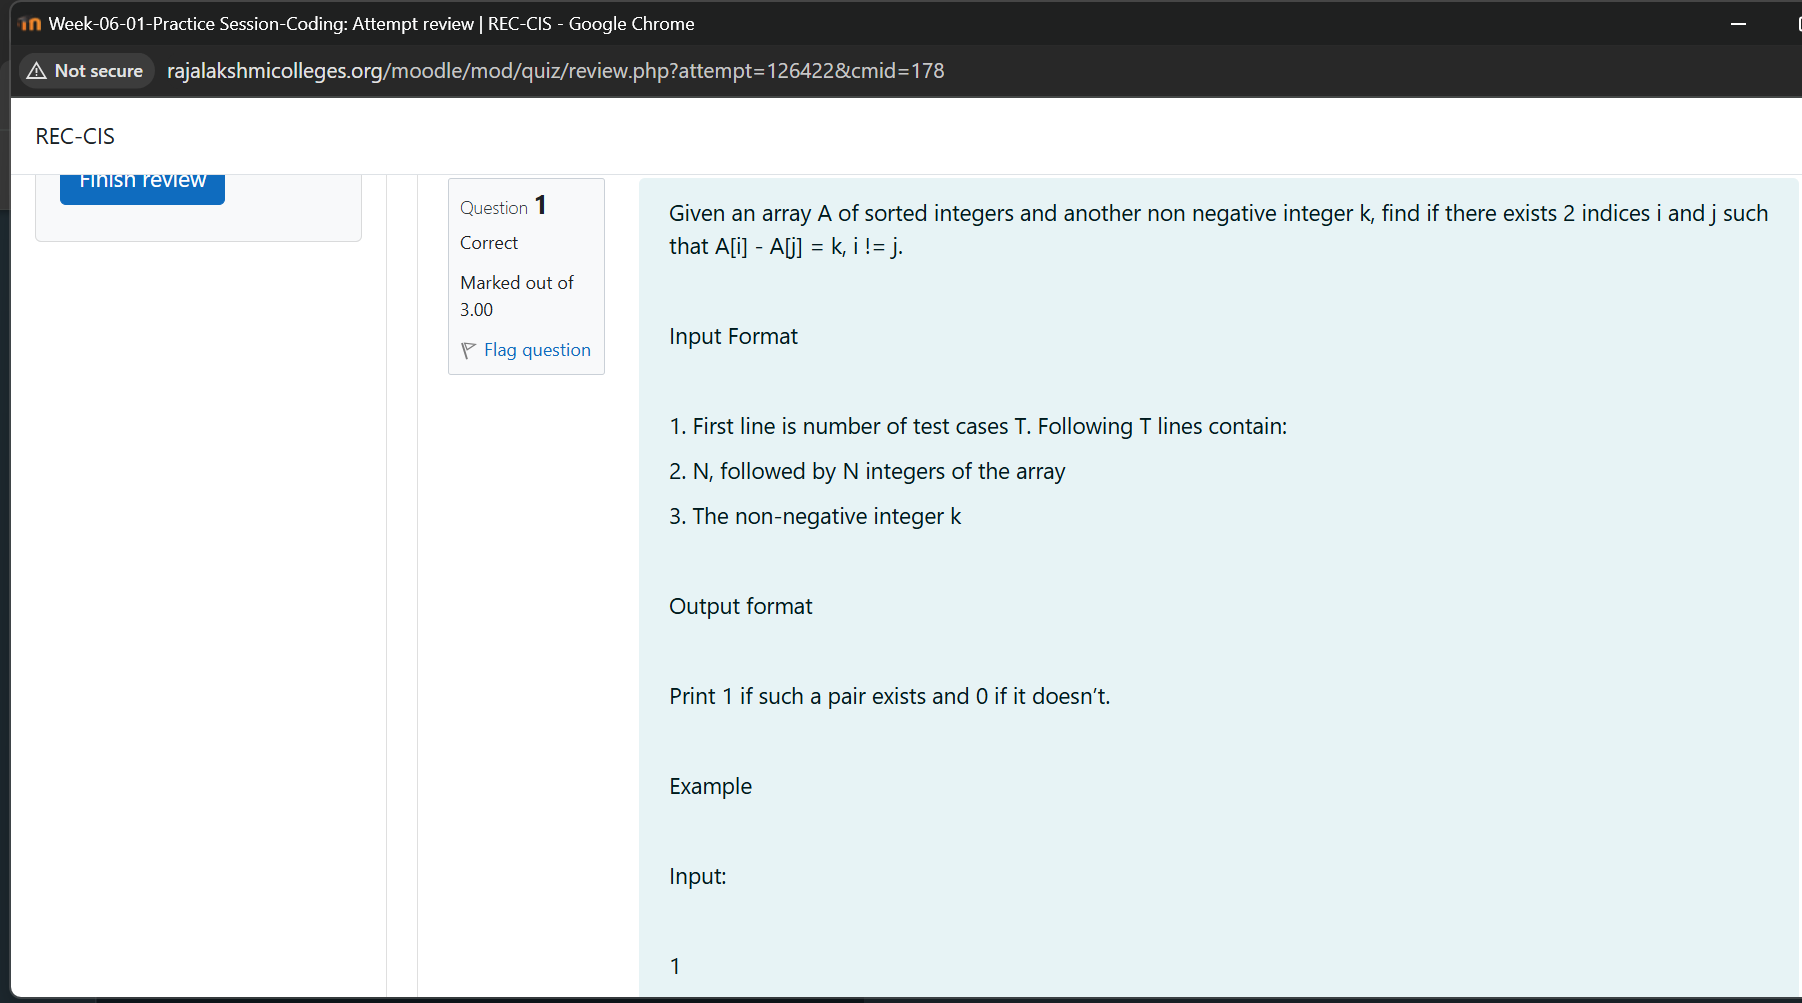 Week-06-01-Practice Session-Coding: Attempt review | REC-CIS - Google Chrome
Not secure rajalakshmicolleges.org/moodle/mod/quiz/review.php?attempt=126422&cmid=178
REC-CIS
Finish review
Question 1
Correct
Marked out of
3.00
Flag question
Given an array A of sorted integers and another non negative integer k, find if there exists 2 indices i and j such
that A[i] - A[j] = k, i != j.
Input Format
1. First line is number of test cases T. Following T lines contain:
2. N, followed by N integers of the array
3. The non-negative integer k
Output format
Print 1 if such a pair exists and 0 if it doesn’t.
Example
Input:
1